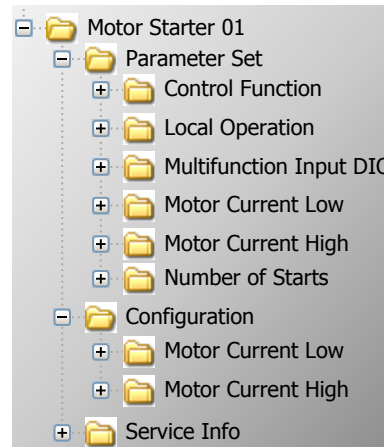 Motor Starter 01
Parameter Set
Control Function
Local Operation
Multifunction Input
Motor Current Low
Motor Current High
Number of Starts
Configuration
Motor Current Low
Motor Current High
Service Info